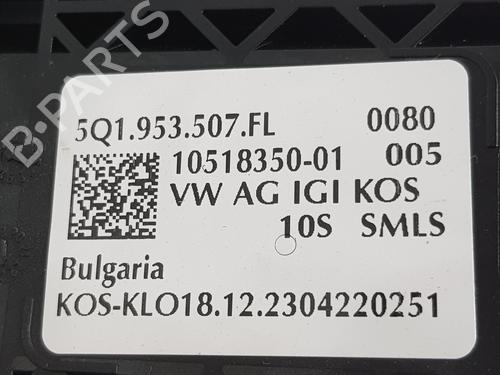 5Q1.953.507.FL 0080
10518350-01 005
VW AG IGI KOS
10S SMLS
Bulgaria
KOS-KLO18.12.2304220251
B-PARTS